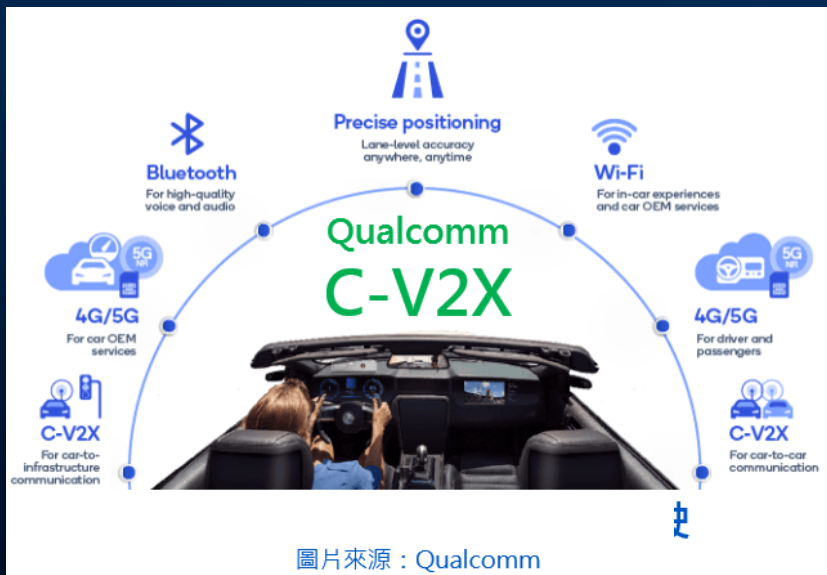 Precise positioning
Lane-level accuracy
anywhere, anytime
Bluetooth
For high-quality
voice and audio
Wi-Fi
For in-car experiences
and car OEM services
Qualcomm
C-V2X
5G
NR
4G/5G
For car OEM
services
5G
NR
4G/5G
For driver and
passengers
C-V2X
For car-to-
infrastructure
communication
C-V2X
For car-to-car
communication
圖片來源：Qualcomm